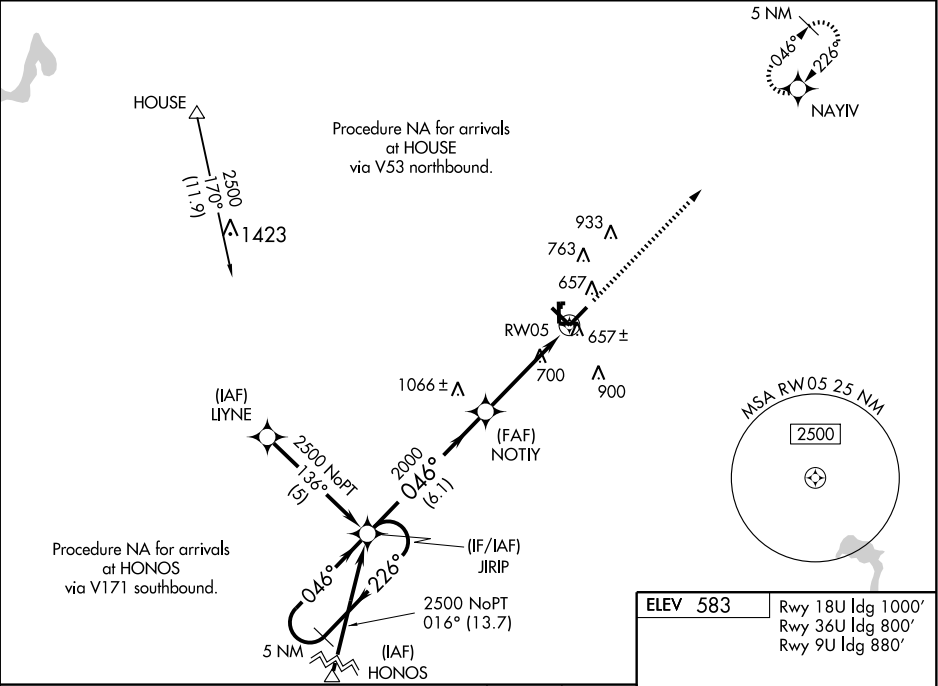 5 NM
046°
226°
NAYIV
HOUSE
Procedure NA for arrivals
at HOUSE
via V53 northbound.
2500
170°
(11.9)
1423
933
763
657
RW05
657 ±
700
900
1066 ±
(FAF)
NOTIY
(IAF)
LIYNE
2500 NoPT
136°
(5)
2000
046°
(6.1)
MSA RW05 25 NM
2500
Procedure NA for arrivals
at HONOS
via V171 southbound.
(IF/IAF)
JIRIP
046°
226°
2500 NoPT
016° (13.7)
5 NM
(IAF)
HONOS
ELEV 583
Rwy 18U ldg 1000'
Rwy 36U ldg 800'
Rwy 9U ldg 880'